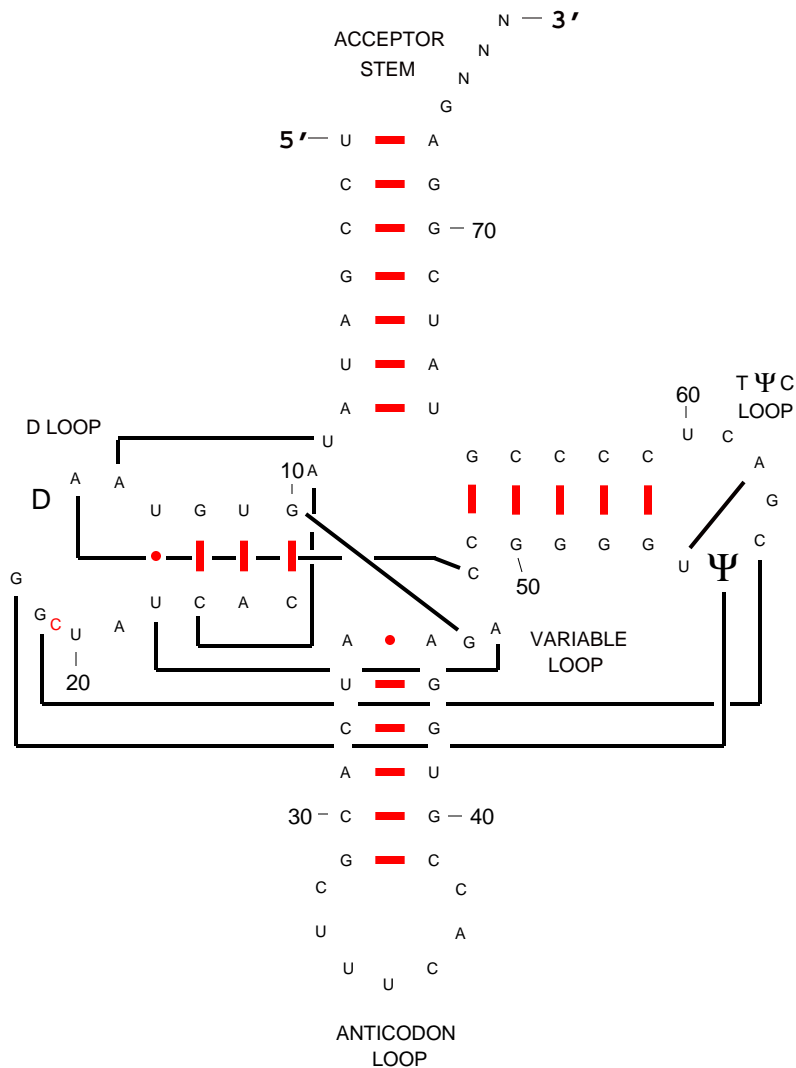 N 3'
ACCEPTOR
STEM
N
N
G
5' U A
C G
C G 70
G C
A U
U A
A U
T Ψ C
LOOP
60
D LOOP
U
U C
G C C C C
A
10 A
A A
D
U G U G
G
C G G G G
U Ψ C
C
50
G
U C A C
G C U A
20
A A G A
VARIABLE
LOOP
U G
C G
A U
30 C G 40
G C
C C
U A
U U C
ANTICODON
LOOP